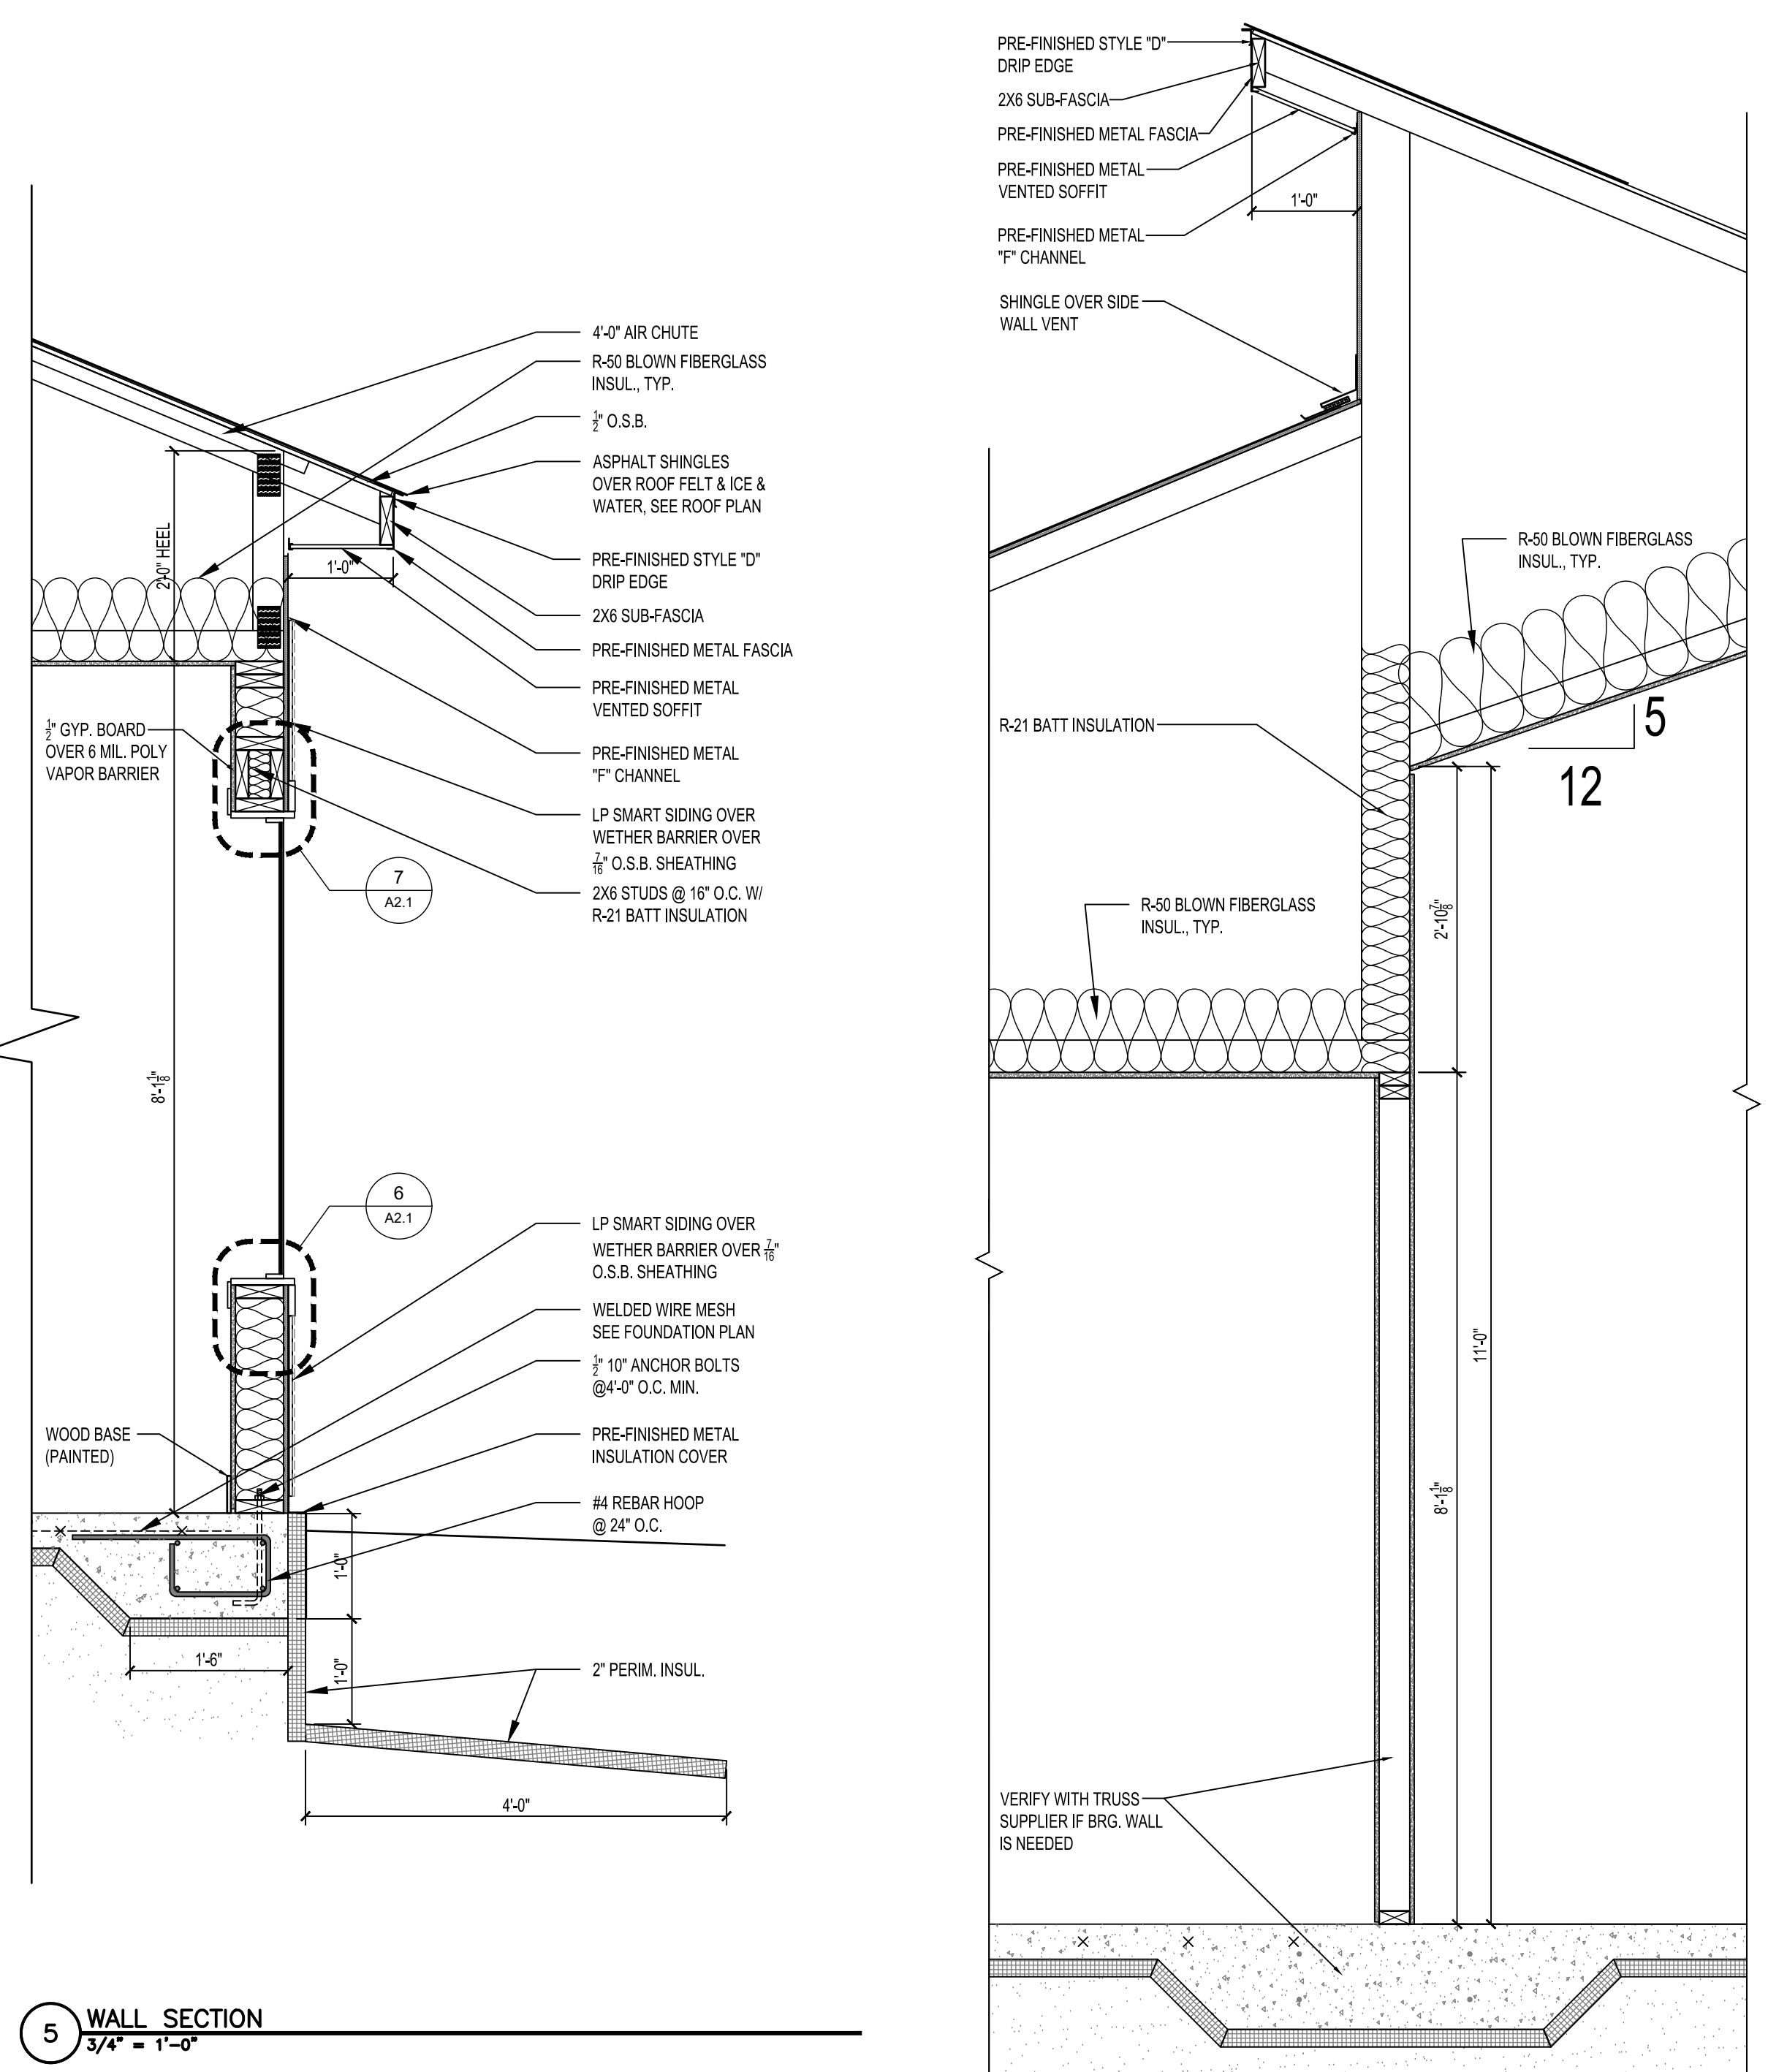 4'-0" AIR CHUTE
R-50 BLOWN FIBERGLASS
INSUL., TYP.
1/2" O.S.B.
ASPHALT SHINGLES
OVER ROOF FELT & ICE &
WATER, SEE ROOF PLAN
PRE-FINISHED STYLE "D"
DRIP EDGE
2X6 SUB-FASCIA
PRE-FINISHED METAL FASCIA
PRE-FINISHED METAL
VENTED SOFFIT
PRE-FINISHED METAL
"F" CHANNEL
LP SMART SIDING OVER
WETHER BARRIER OVER
7/16" O.S.B. SHEATHING
2X6 STUDS @ 16" O.C. W/
R-21 BATT INSULATION
2'-0" HEEL
1'-0"
1/2" GYP. BOARD
OVER 6 MIL. POLY
VAPOR BARRIER
7
A2.1
8'-1 1/8"
6
A2.1
LP SMART SIDING OVER
WETHER BARRIER OVER 7/16"
O.S.B. SHEATHING
WELDED WIRE MESH
SEE FOUNDATION PLAN
1/2" 10" ANCHOR BOLTS
@4'-0" O.C. MIN.
PRE-FINISHED METAL
INSULATION COVER
#4 REBAR HOOP
@ 24" O.C.
2" PERIM. INSUL.
WOOD BASE
(PAINTED)
1'-0"
1'-0"
1'-6"
4'-0"
5
WALL SECTION
3/4" = 1'-0"
PRE-FINISHED STYLE "D"
DRIP EDGE
2X6 SUB-FASCIA
PRE-FINISHED METAL FASCIA
PRE-FINISHED METAL
VENTED SOFFIT
PRE-FINISHED METAL
"F" CHANNEL
1'-0"
SHINGLE OVER SIDE
WALL VENT
R-50 BLOWN FIBERGLASS
INSUL., TYP.
R-21 BATT INSULATION
5
12
R-50 BLOWN FIBERGLASS
INSUL., TYP.
2'-10 7/8"
11'-0"
8'-1 1/8"
VERIFY WITH TRUSS
SUPPLIER IF BRG. WALL
IS NEEDED